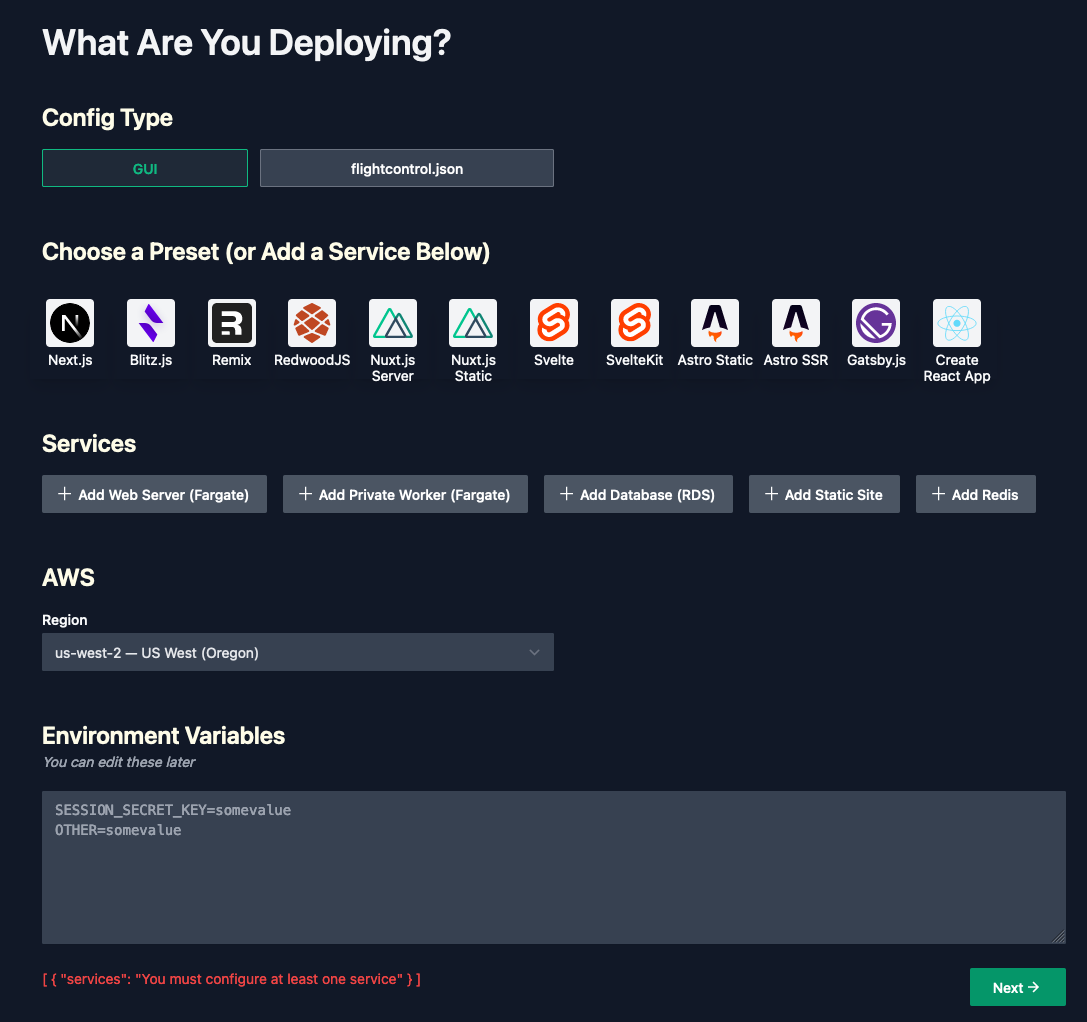 What Are You Deploying?
Config Type
GUI
flightcontrol.json
Choose a Preset (or Add a Service Below)
Next.js
Blitz.js
Remix
RedwoodJS
Nuxt.js
Server
Nuxt.js
Static
Svelte
SvelteKit
Astro Static
Astro SSR
Gatsby.js
Create
React App
Services
Add Web Server (Fargate)
Add Private Worker (Fargate)
Add Database (RDS)
Add Static Site
Add Redis
AWS
Region
us-west-2 — US West (Oregon)
Environment Variables
You can edit these later
SESSION_SECRET_KEY=somevalue
OTHER=somevalue
[ { "services": "You must configure at least one service" } ]
Next →